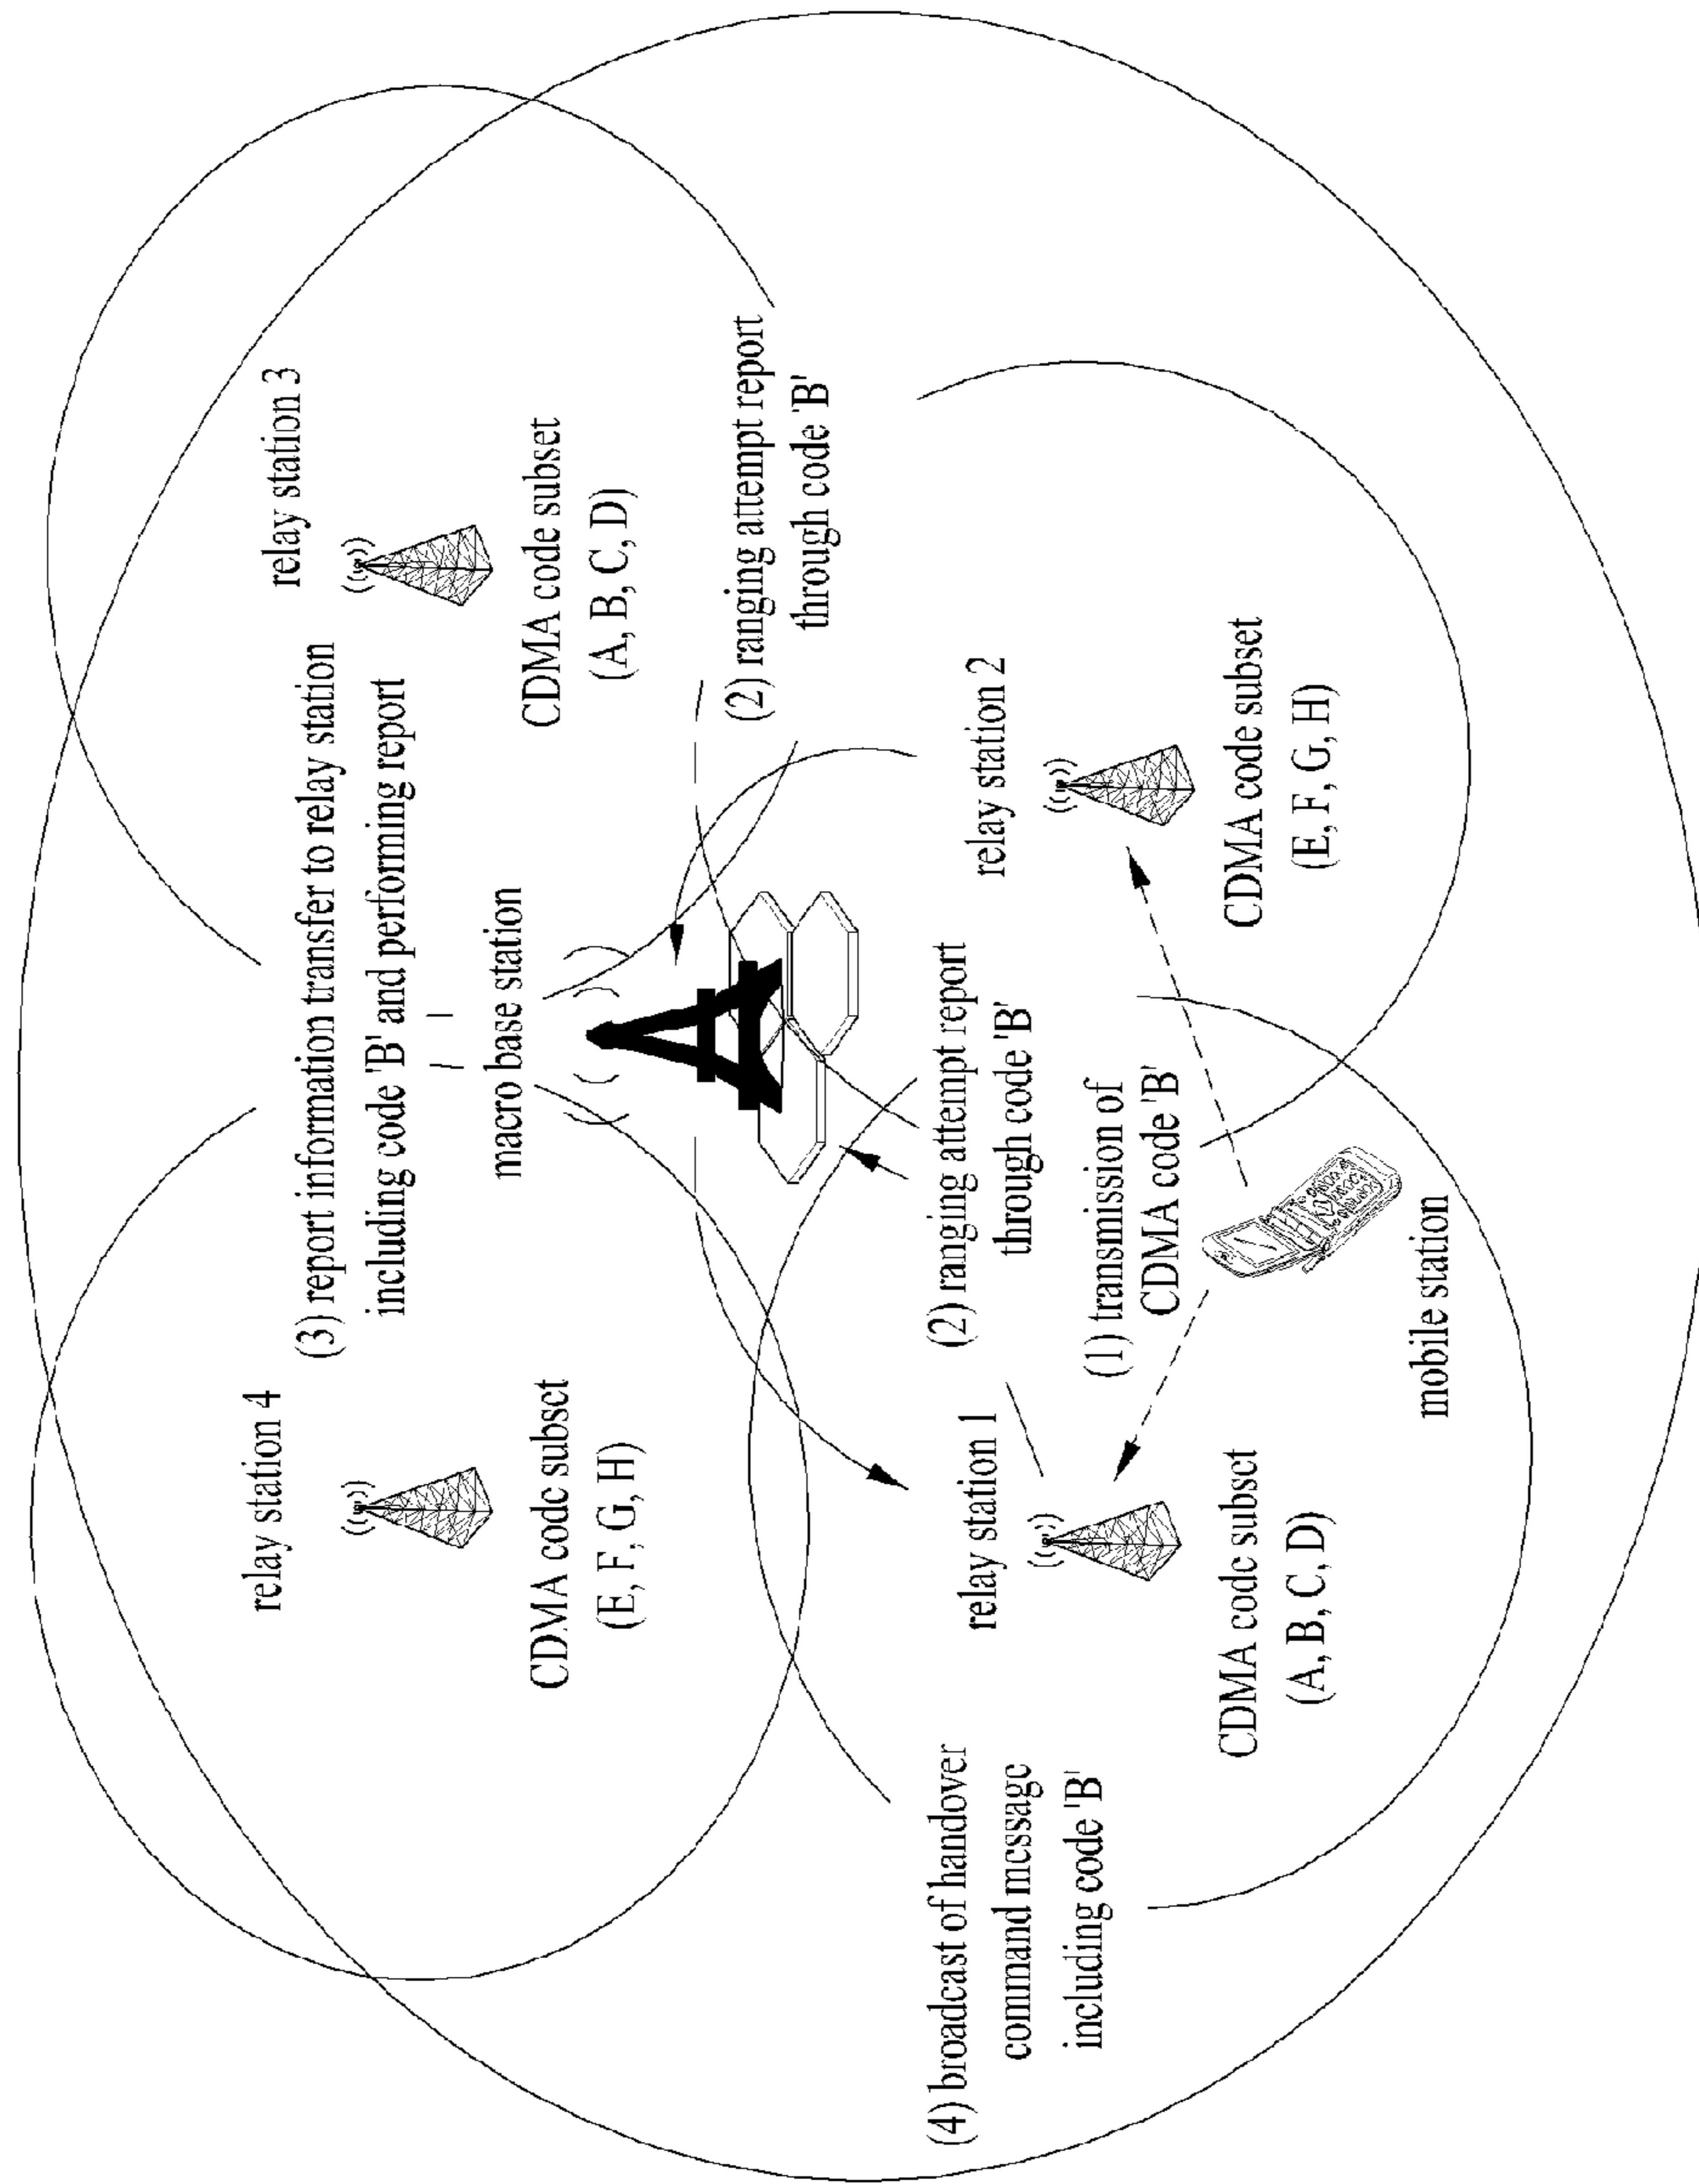 relay station 4
CDMA code subset
(E, F, G, H)
(3) report information transfer to relay station
including code 'B' and performing report
macro base station
relay station 3
CDMA code subset
(A, B, C, D)
(2) ranging attempt report
through code 'B'
(4) broadcast of handover
command message
including code 'B'
relay station 1
CDMA code subset
(A, B, C, D)
(2) ranging attempt report
through code 'B'
(1) transmission of
CDMA code 'B'
mobile station
relay station 2
CDMA code subset
(E, F, G, H)